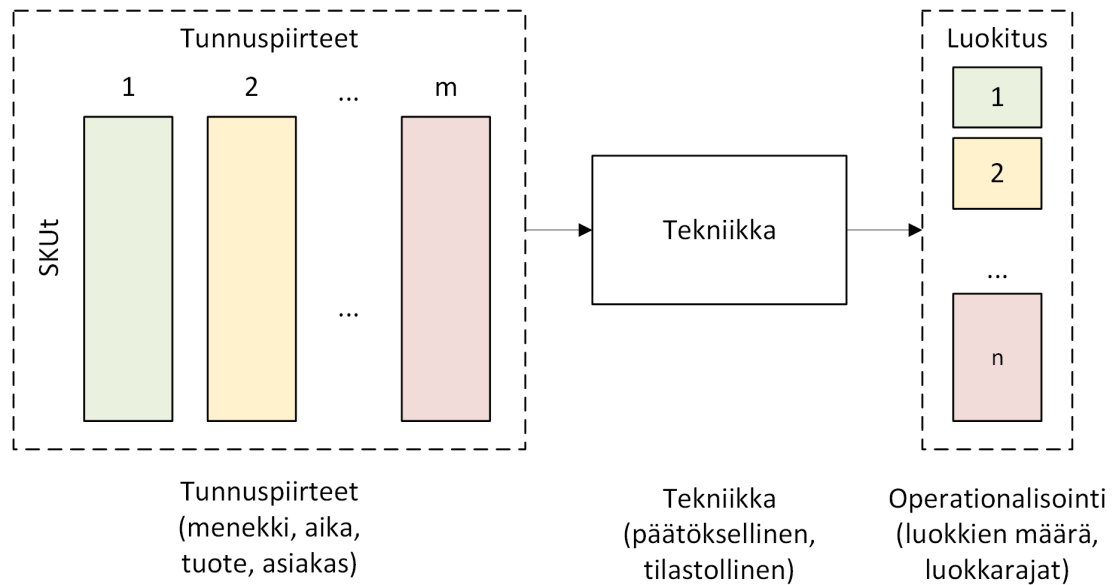 Tunnuspiirteet
1 2 ... m
SKUt
...
Tekniikka
Luokitus
1
2
...
n
Tunnuspiirteet
(menekki, aika,
tuote, asiakas)
Tekniikka
(päätöksellinen,
tilastollinen)
Operationalisointi
(luokkien määrä,
luokkarajat)